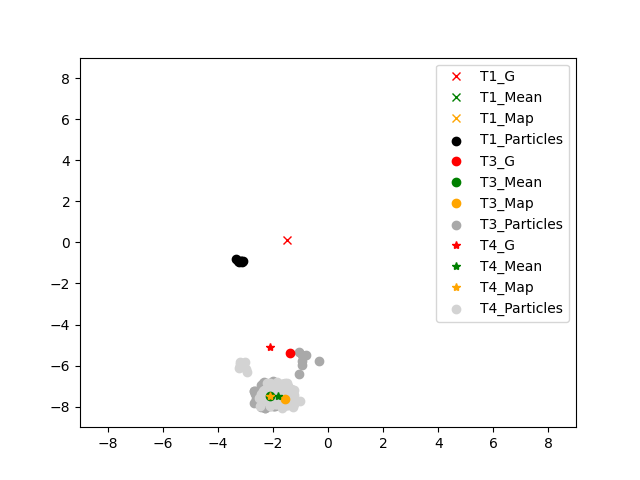 8
6
4
2
0
−2
−4
−6
−8
−8 −6 −4 −2 0 2 4 6 8
T1_G
T1_Mean
T1_Map
T1_Particles
T3_G
T3_Mean
T3_Map
T3_Particles
T4_G
T4_Mean
T4_Map
T4_Particles